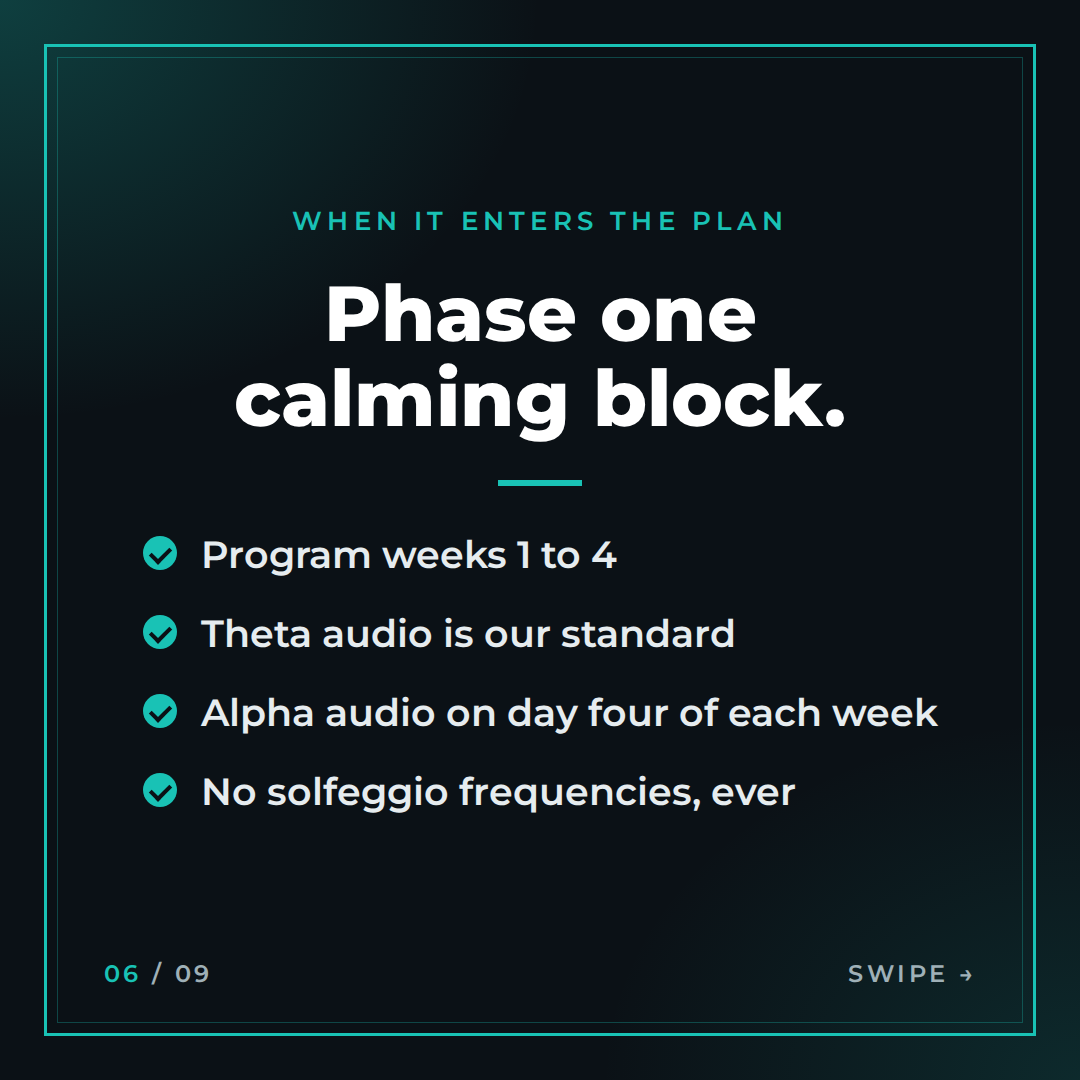 WHEN IT ENTERS THE PLAN
Phase one
calming block.
Program weeks 1 to 4
Theta audio is our standard
Alpha audio on day four of each week
No solfeggio frequencies, ever
06 / 09
SWIPE →